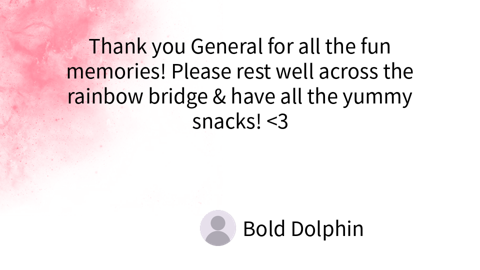 Thank you General for all the fun
memories! Please rest well across the
rainbow bridge & have all the yummy
snacks! <3
Bold Dolphin